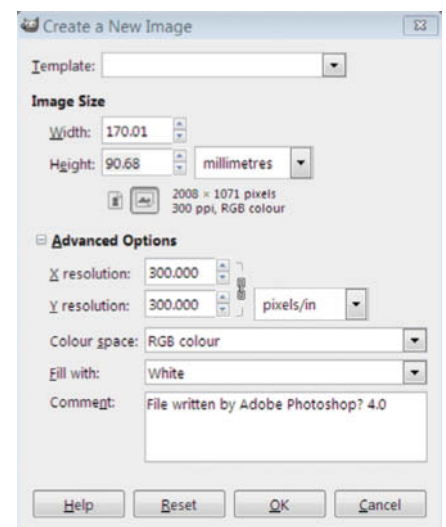 Create a New Image
Template:
Image Size
Width: 170.01
Height: 90.68 millimetres
2008 × 1071 pixels
300 ppi, RGB colour
Advanced Options
X resolution: 300.000
Y resolution: 300.000 pixels/in
Colour space: RGB colour
Fill with: White
Comment: File written by Adobe Photoshop? 4.0
Help Reset OK Cancel